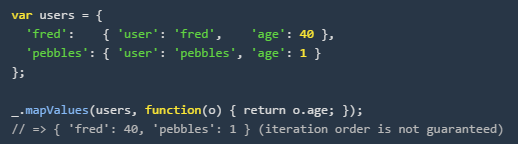 var users = {
  'fred':    { 'user': 'fred',    'age': 40 },
  'pebbles': { 'user': 'pebbles', 'age': 1 }
};
_.mapValues(users, function(o) { return o.age; });
// => { 'fred': 40, 'pebbles': 1 } (iteration order is not guaranteed)